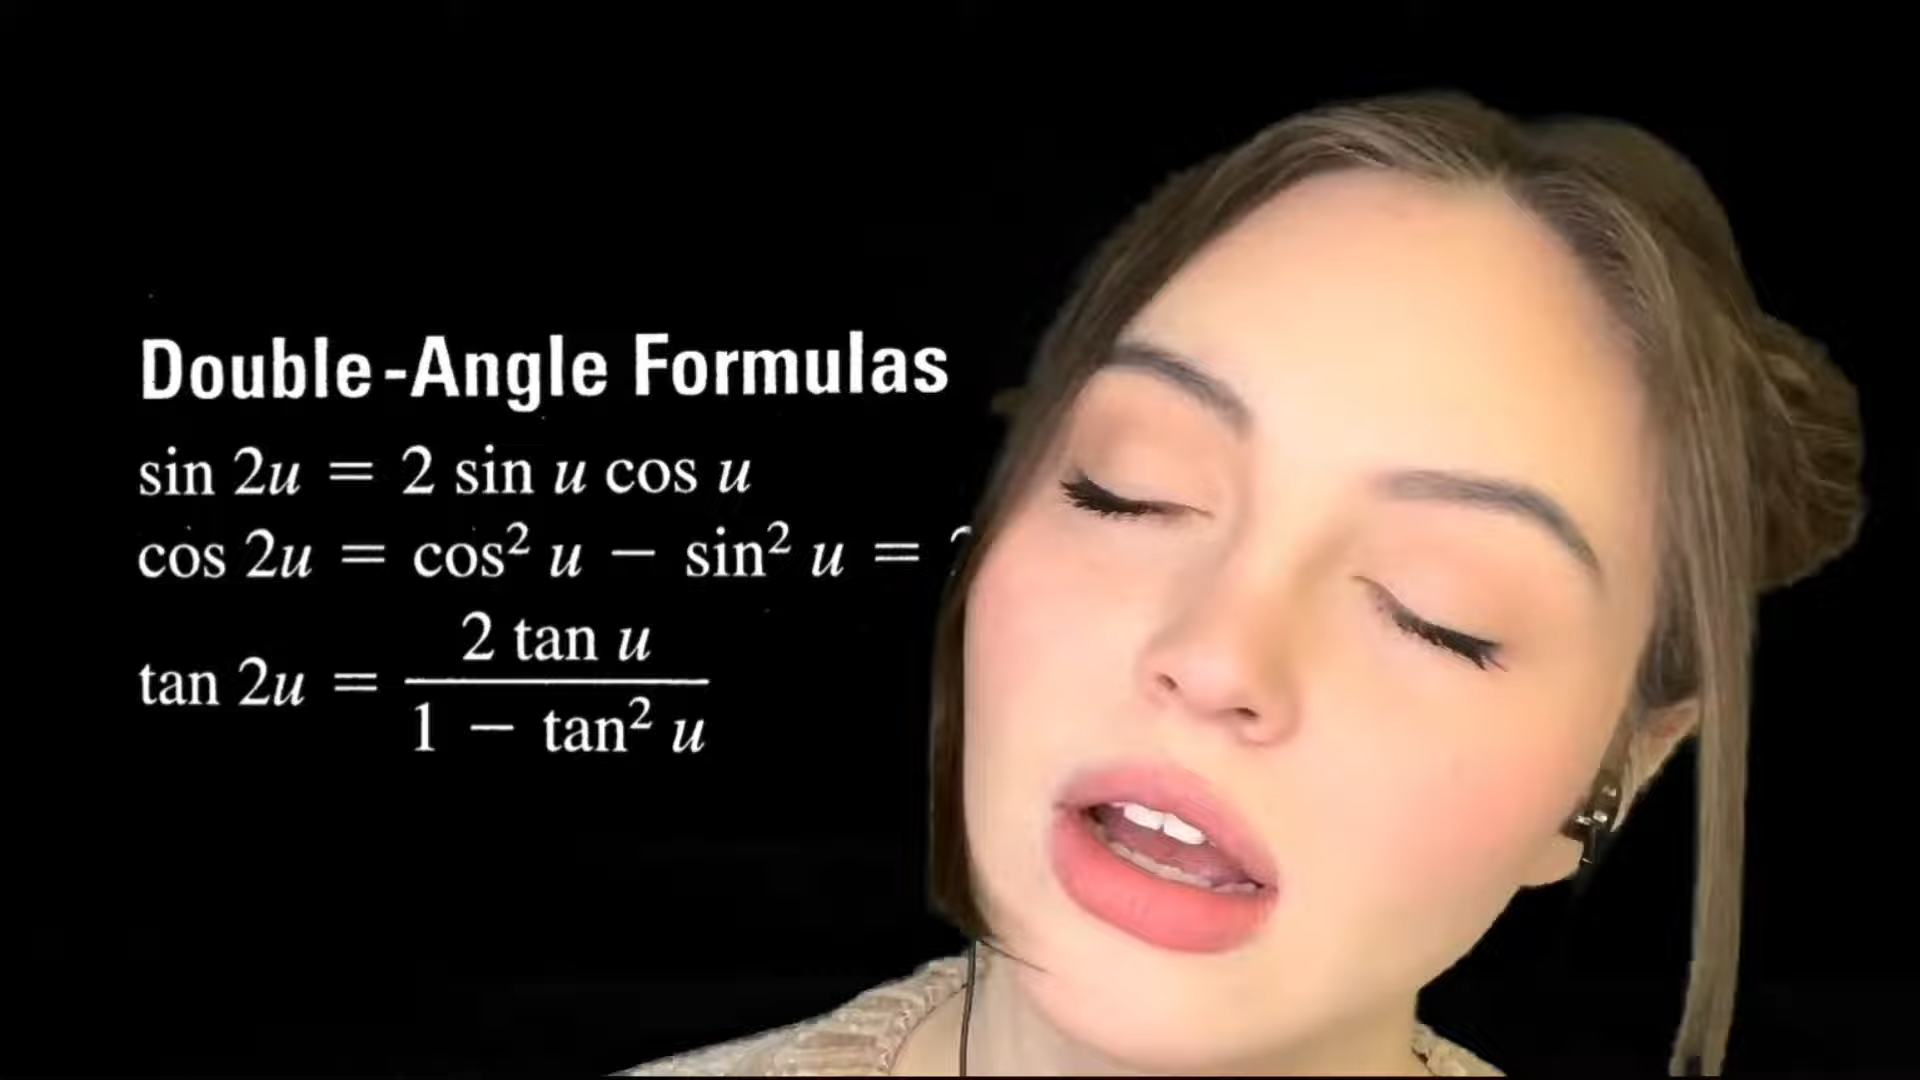 Double-Angle Formulas
sin 2u = 2 sin u cos u
cos 2u = cos² u − sin² u =
tan 2u = 2 tan u / 1 − tan² u